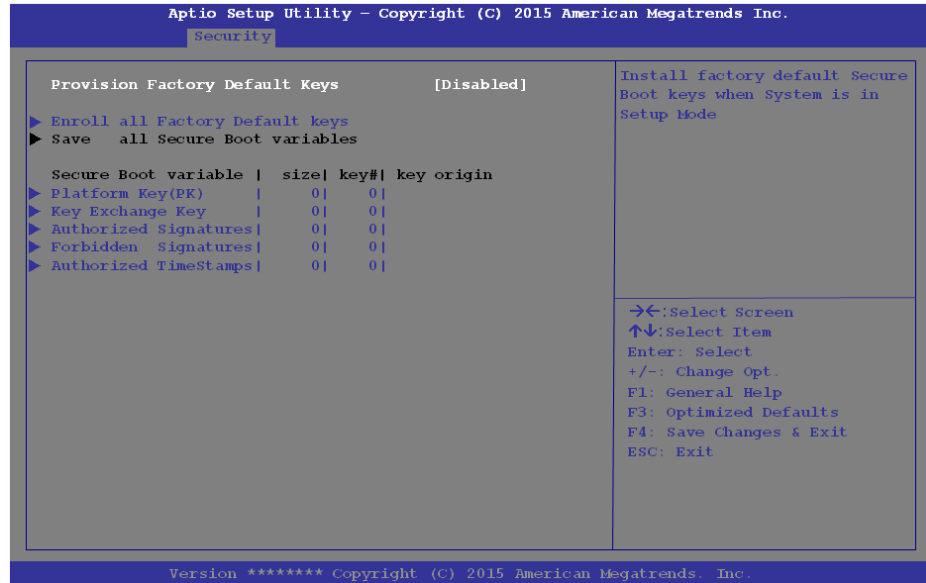 Aptio Setup Utility – Copyright (C) 2015 American Megatrends Inc.
Security
Provision Factory Default Keys [Disabled]
▶ Enroll all Factory Default keys
▶ Save all Secure Boot variables
Secure Boot variable | size| key#| key origin
▶ Platform Key(PK) | 0| 0|
▶ Key Exchange Key | 0| 0|
▶ Authorized Signatures| 0| 0|
▶ Forbidden Signatures| 0| 0|
▶ Authorized TimeStamps| 0| 0|
Install factory default Secure
Boot keys when System is in
Setup Mode
→←:Select Screen
↑↓:Select Item
Enter: Select
+/-: Change Opt.
F1: General Help
F3: Optimized Defaults
F4: Save Changes & Exit
ESC: Exit
Version ******** Copyright (C) 2015 American Megatrends. Inc.